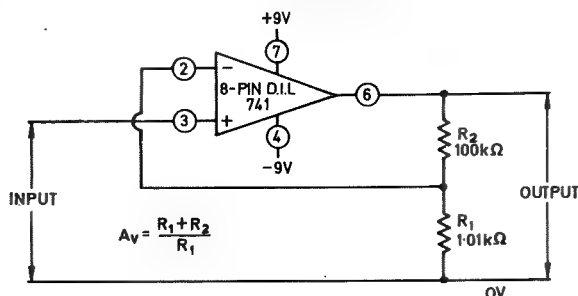 +9V
7
2
−
8-PIN D.I.L
741
6
3
+
4
−9V
R2
100kΩ
INPUT
OUTPUT
Av = R1 + R2
R1
R1
1·01kΩ
0V